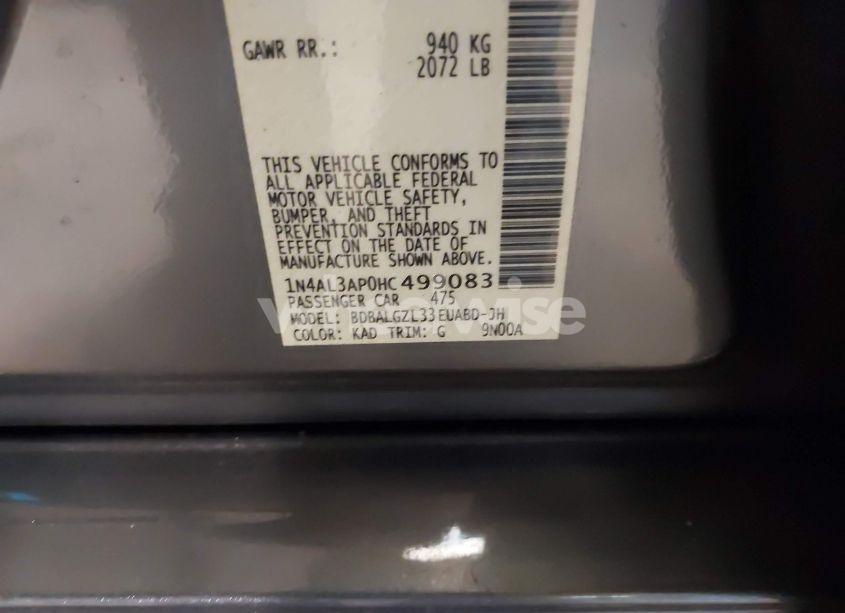 GAWR RR.: 940 KG
2072 LB
THIS VEHICLE CONFORMS TO
ALL APPLICABLE FEDERAL
MOTOR VEHICLE SAFETY,
BUMPER, AND THEFT
PREVENTION STANDARDS IN
EFFECT ON THE DATE OF
MANUFACTURE SHOWN ABOVE.
1N4AL3AP0HC499083
PASSENGER CAR 475
MODEL: BDBALGZL33EUABD-JH
COLOR: KAD TRIM: G 9N00A